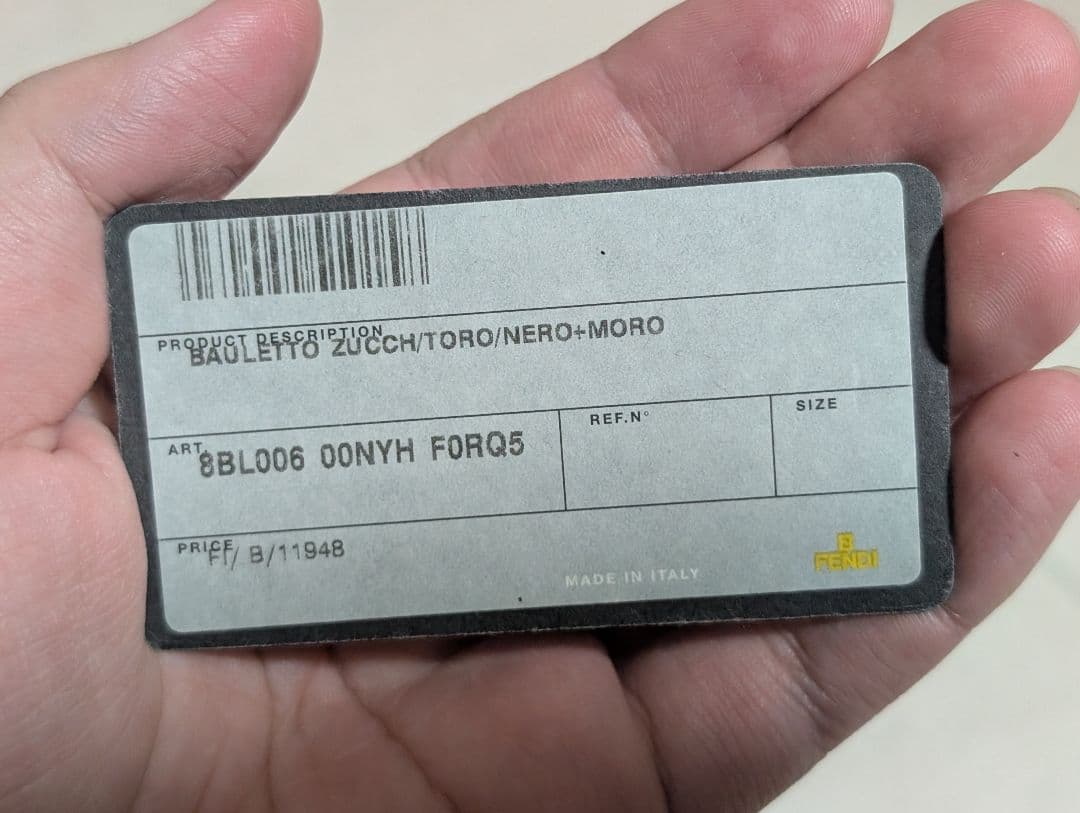 PRODUCT DESCRIPTION
BAULETTO ZUCCH/TORO/NERO+MORO
ART.
8BL006 00NYH F0RQ5
REF.N°
SIZE
PRICE
FI/ B/11948
MADE IN ITALY
FENDI